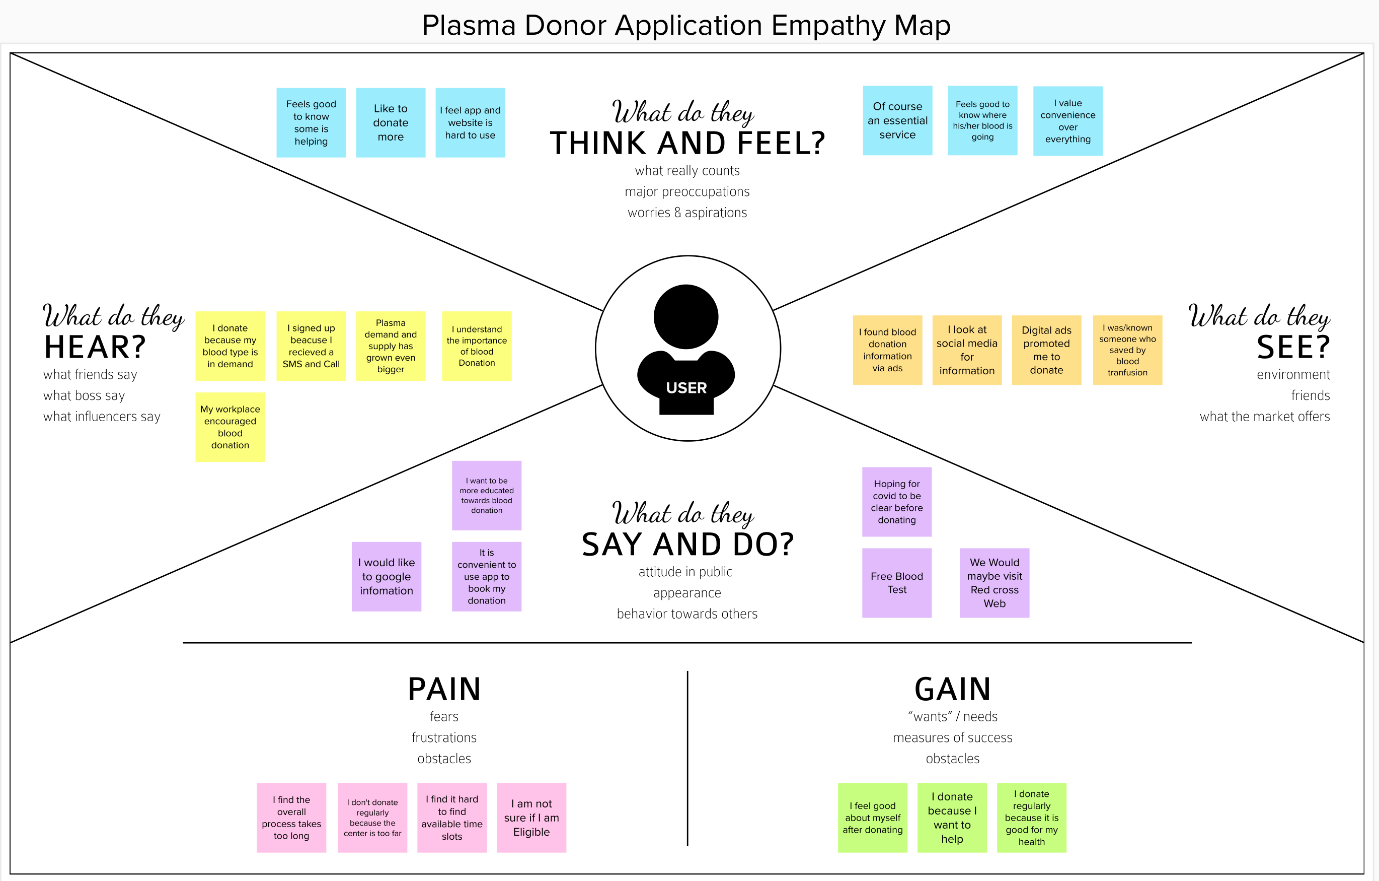 Plasma Donor Application Empathy Map
Feels good
to know
some is
helping
Like to
donate
more
I feel app and
website is
hard to use
What do they
THINK AND FEEL?
what really counts
major preoccupations
worries & aspirations
Of course
an essential
service
Feels good to
know where
his/her blood is
going
I value
convenience
over
everything
What do they
HEAR?
what friends say
what boss say
what influencers say
I donate
because my
blood type is
in demand
I signed up
beacuse I
recieved a
SMS and Call
Plasma
demand and
supply has
grown even
bigger
I understand
the importance
of blood
Donation
My workplace
encouraged
blood
donation
USER
I found blood
donation
information
via ads
I look at
social media
for
information
Digital ads
promoted
me to
donate
I was/known
someone who
saved by
blood
tranfusion
What do they
SEE?
environment
friends
what the market offers
I want to be
more educated
towards blood
donation
I would like
to google
infomation
It is
convenient to
use app to
book my
donation
What do they
SAY AND DO?
attitude in public
appearance
behavior towards others
Hoping for
covid to be
clear before
donating
Free Blood
Test
We Would
maybe visit
Red cross
Web
PAIN
fears
frustrations
obstacles
I find the
overall
process takes
too long
I don't donate
regularly
because the
center is too far
I find it hard
to find
available time
slots
I am not
sure if I am
Eligible
GAIN
"wants" / needs
measures of success
obstacles
I feel good
about myself
after donating
I donate
because I
want to
help
I donate
regularly
because it is
good for my
health